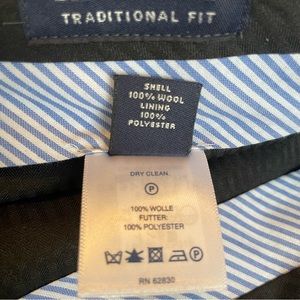 TRADITIONAL FIT
SHELL
100% WOOL
LINING
100%
POLYESTER
DRY CLEAN
P
100% WOLLE
FUTTER:
100% POLYESTER
RN 62830